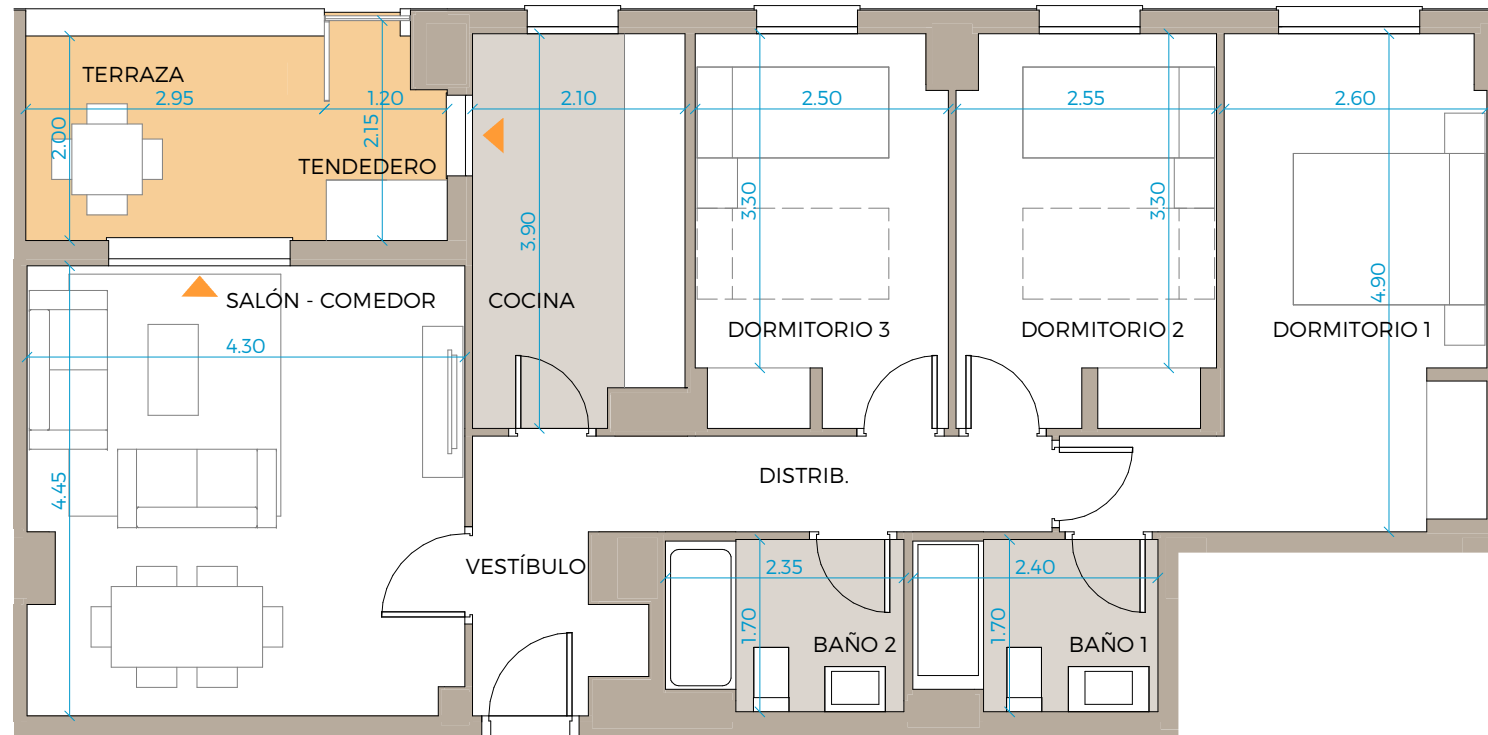 TERRAZA
2.95
1.20
2.10
2.50
2.55
2.60
2.00
2.15
TENDEDERO
3.90
3.30
3.30
4.90
SALÓN - COMEDOR
COCINA
4.30
DORMITORIO 3
DORMITORIO 2
DORMITORIO 1
4.45
DISTRIB.
VESTÍBULO
2.35
2.40
1.70
1.70
BAÑO 2
BAÑO 1